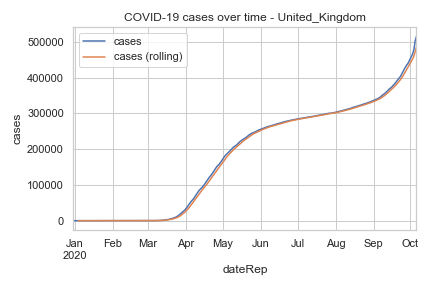 COVID-19 cases over time - United_Kingdom
cases
cases (rolling)
500000
400000
300000
200000
100000
0
cases
Jan Feb Mar Apr May Jun Jul Aug Sep Oct
2020
dateRep